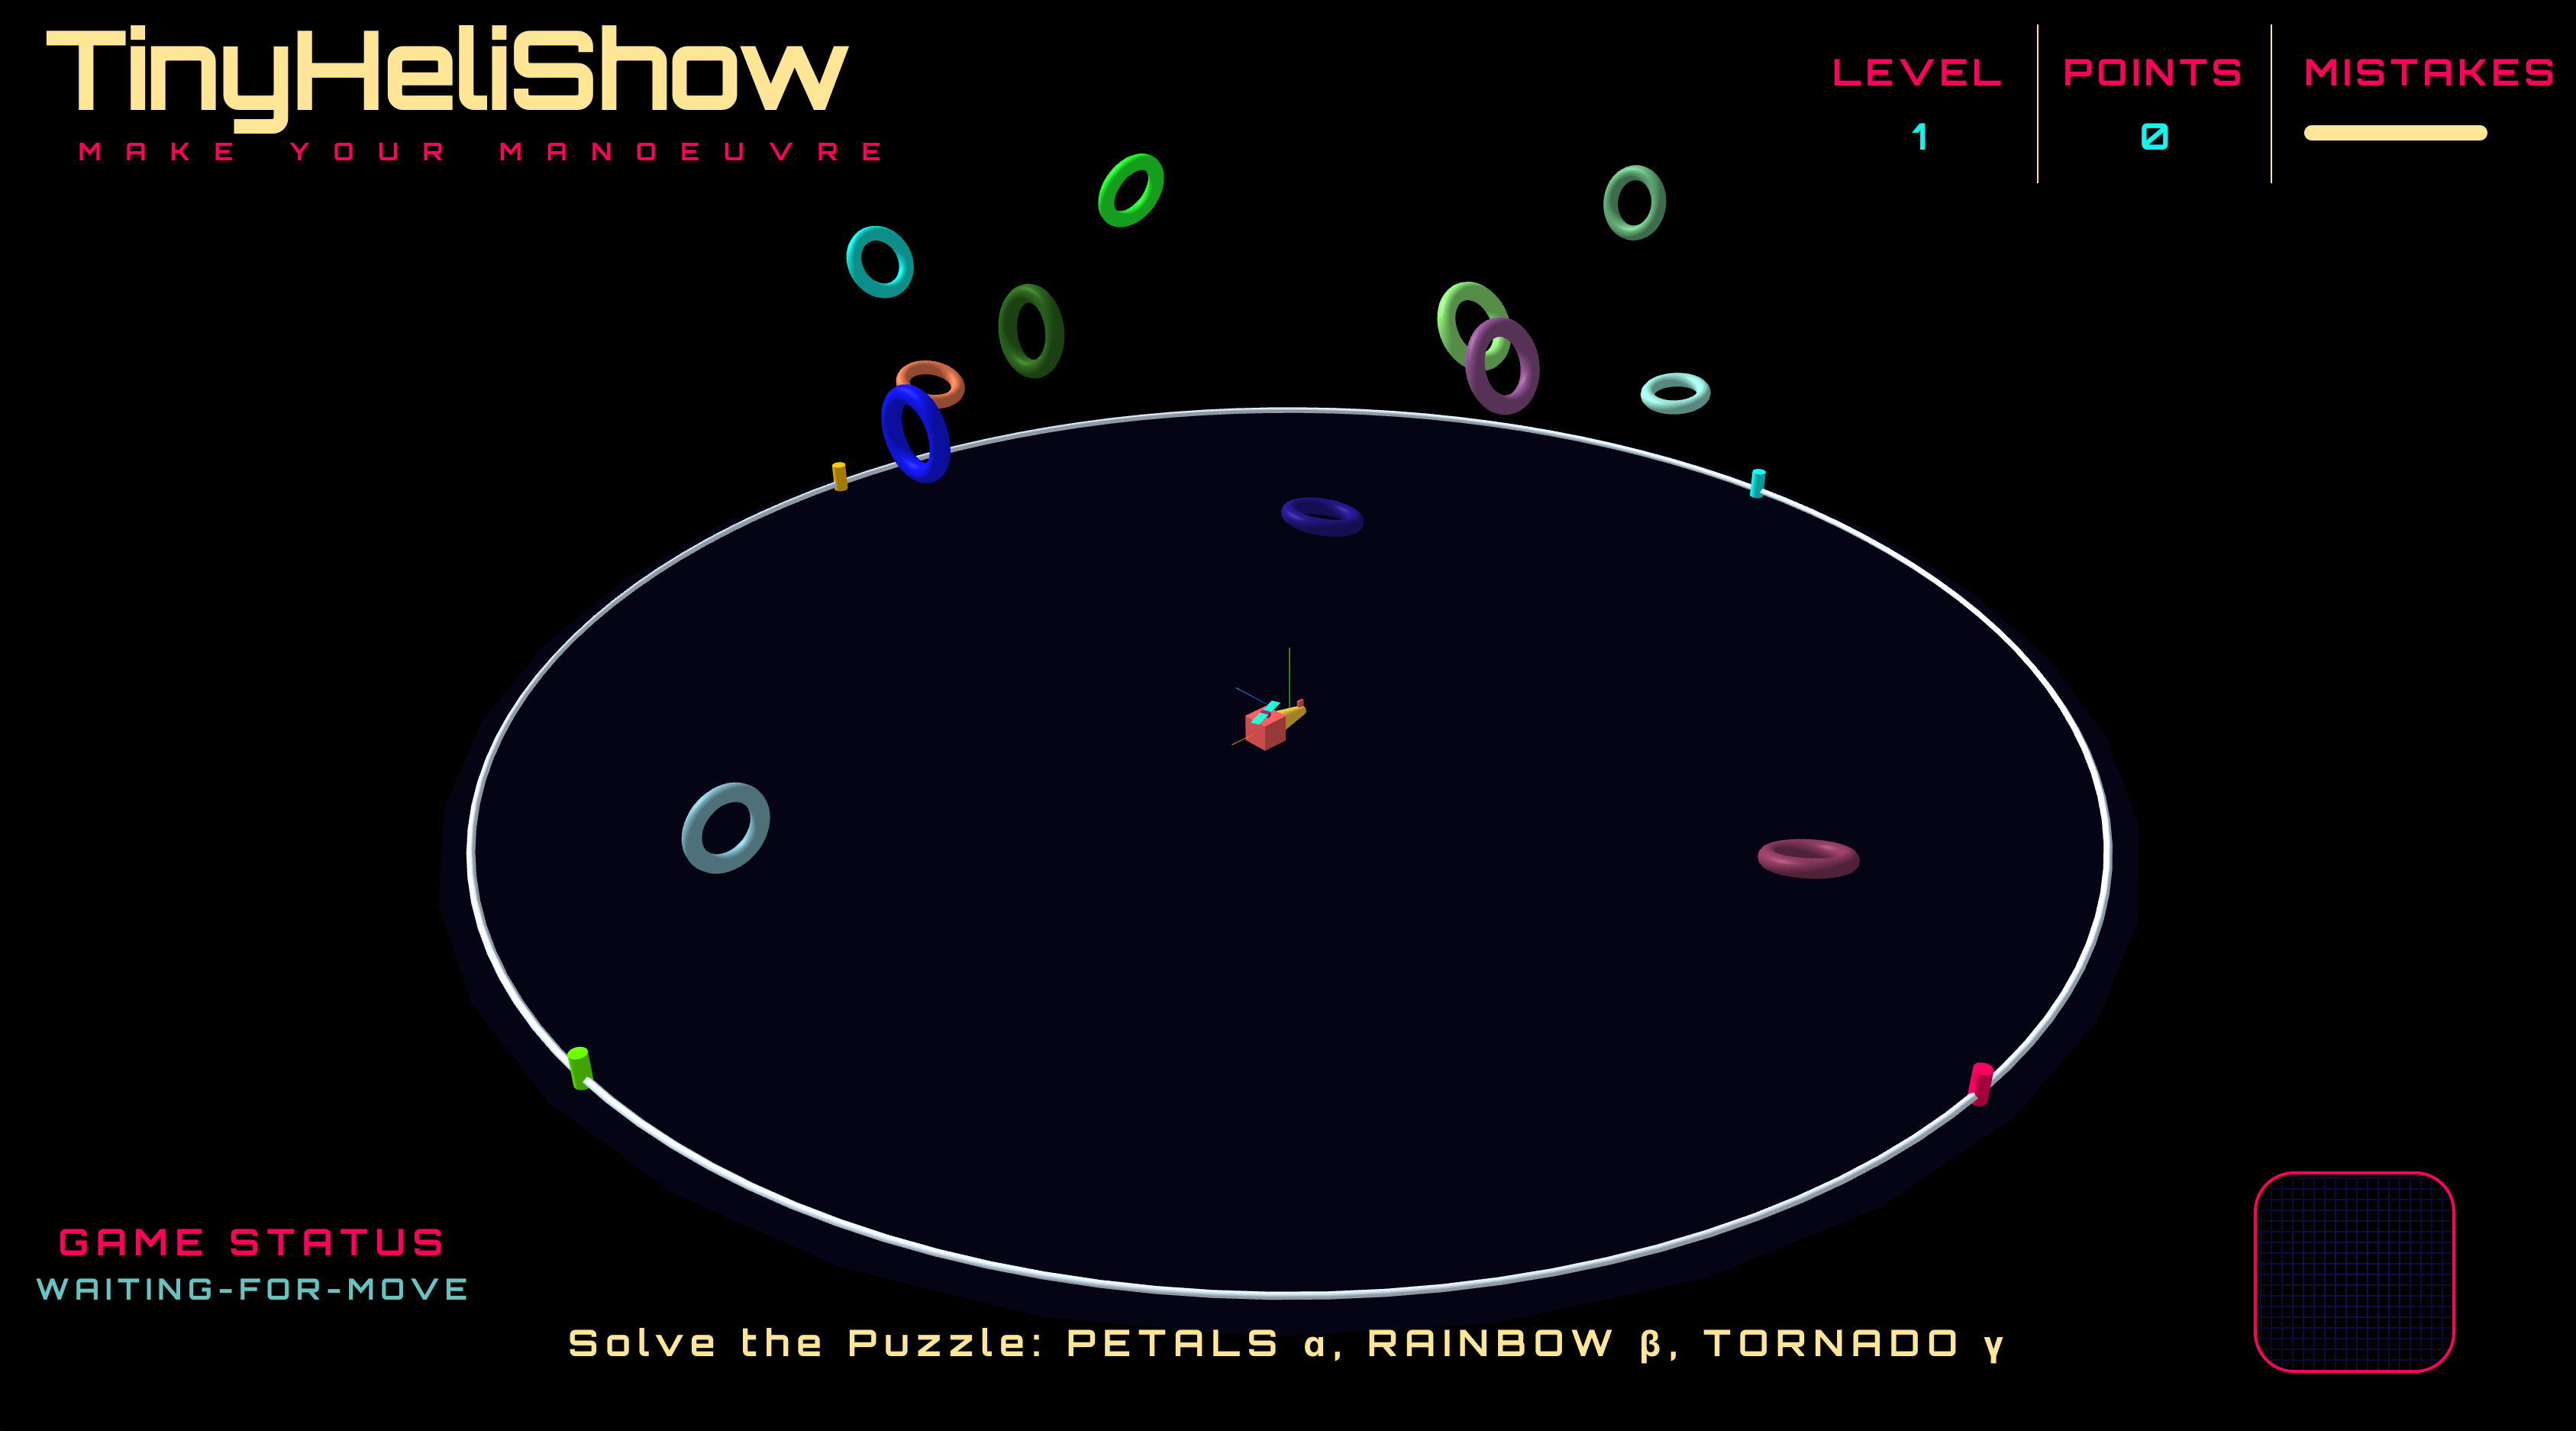 TinyHeliShow
MAKE YOUR MANOEUVRE
LEVEL
1
POINTS
0
MISTAKES
GAME STATUS
WAITING-FOR-MOVE
Solve the Puzzle: PETALS α, RAINBOW β, TORNADO γ